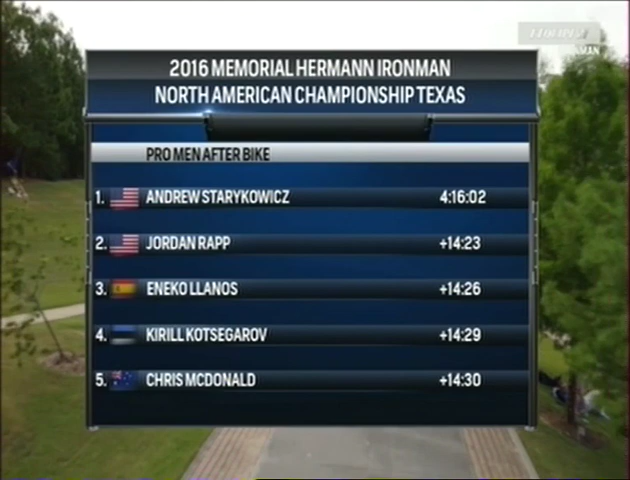 2016 MEMORIAL HERMANN IRONMAN
NORTH AMERICAN CHAMPIONSHIP TEXAS
PRO MEN AFTER BIKE
1. ANDREW STARYKOWICZ 4:16:02
2. JORDAN RAPP +14:23
3. ENEKO LLANOS +14:26
4. KIRILL KOTSEGAROV +14:29
5. CHRIS MCDONALD +14:30